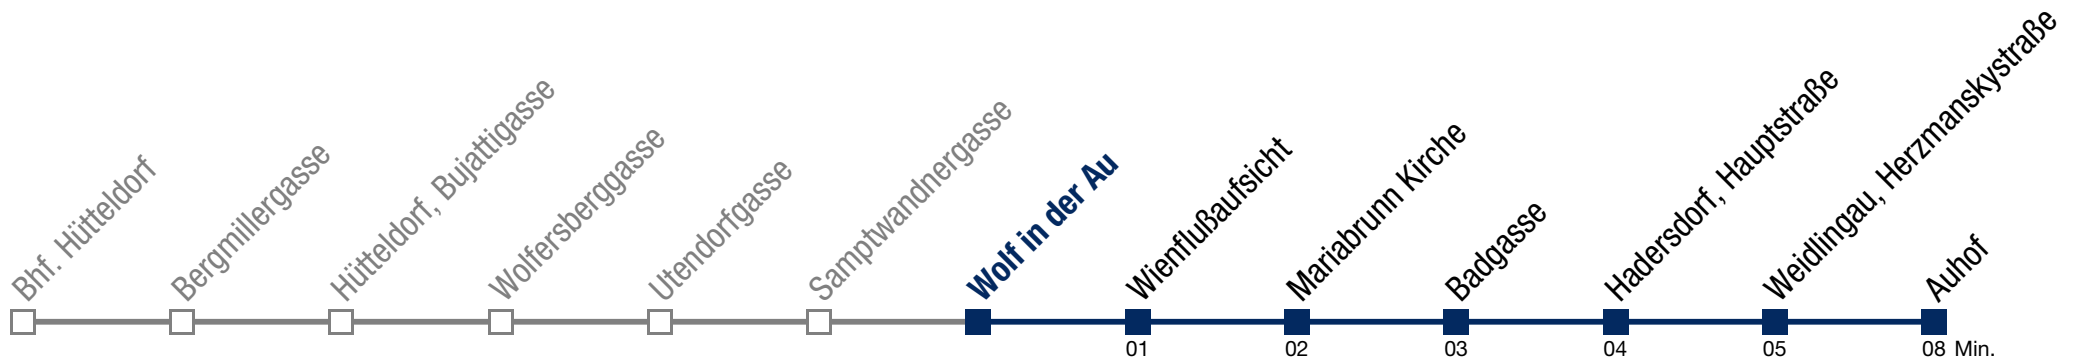 Bhf. Hütteldorf
Bergmillergasse
Hütteldorf, Bujattigasse
Wolfersberggasse
Utendorfgasse
Samptwandnergasse
Wolf in der Au
Wienflußaufsicht
Mariabrunn Kirche
Badgasse
Hadersdorf, Hauptstraße
Weidlingau, Herzmanskystraße
Auhof
01 02 03 04 05 08 Min.